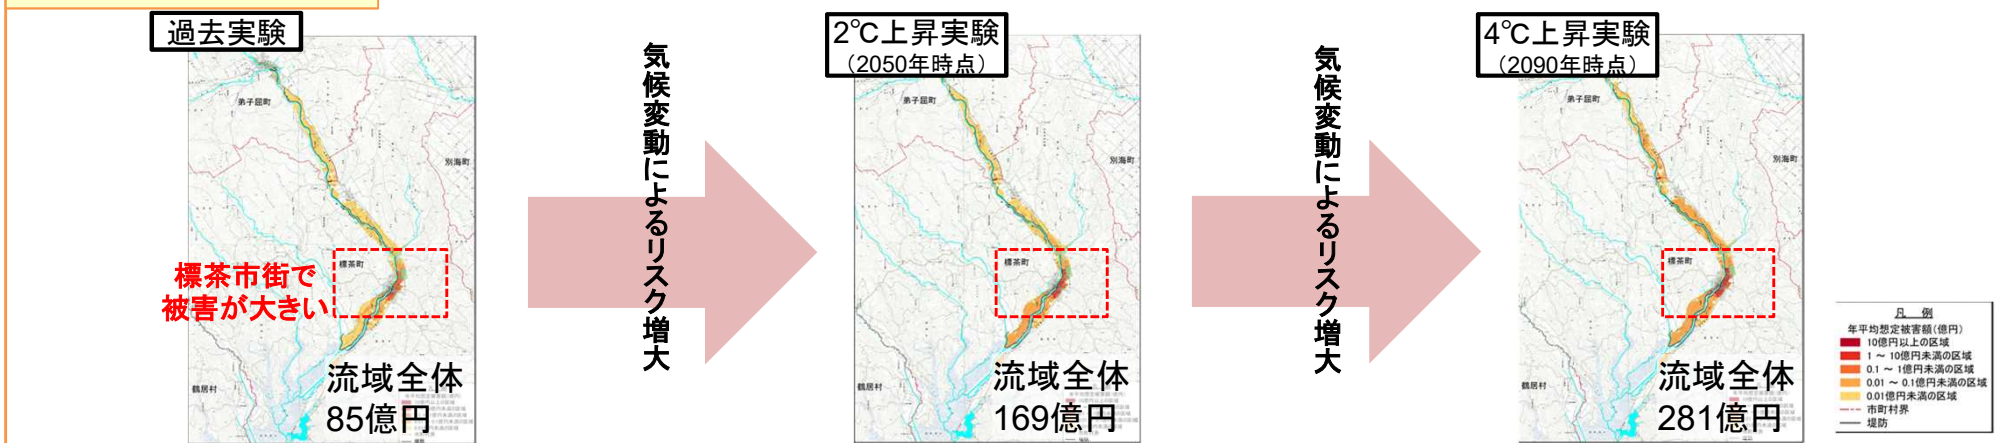 過去実験
弟子屈町
別海町
標茶町
標茶市街で
被害が大きい
鶴居村
流域全体
85億円
気候変動によるリスク増大
2℃上昇実験
（2050年時点）
弟子屈町
別海町
標茶町
鶴居村
流域全体
169億円
気候変動によるリスク増大
4℃上昇実験
（2090年時点）
弟子屈町
別海町
標茶町
鶴居村
流域全体
281億円
凡 例
年平均想定被害額(億円)
10億円以上の区域
1 ～ 10億円未満の区域
0.1 ～ 1億円未満の区域
0.01 ～ 0.1億円未満の区域
0.01億円未満の区域
市町村界
堤防